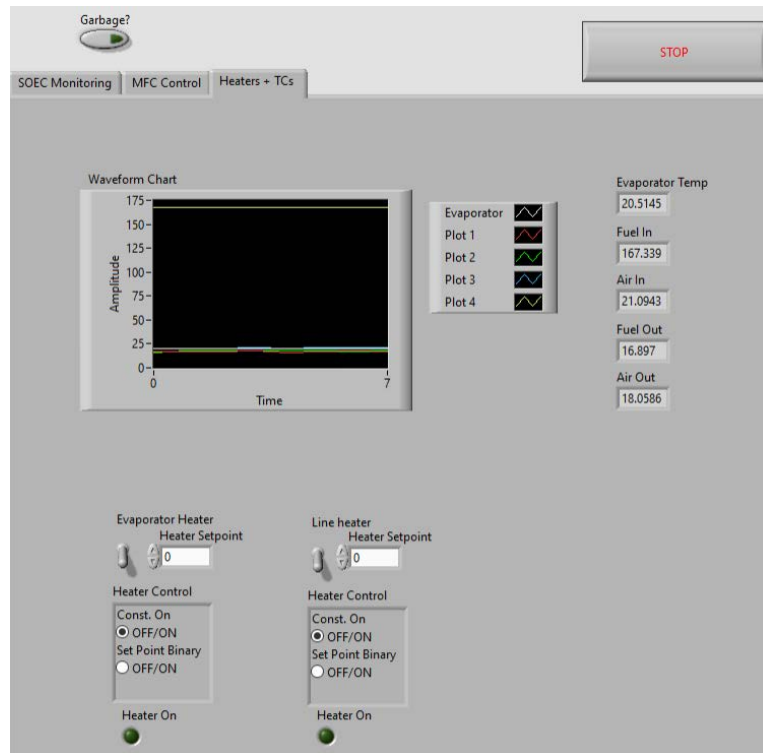 Garbage?
STOP
SOEC Monitoring
MFC Control
Heaters + TCs
Waveform Chart
175
150
125
100
75
50
25
0
Amplitude
0
7
Time
Evaporator
Plot 1
Plot 2
Plot 3
Plot 4
Evaporator Temp
20.5145
Fuel In
167.339
Air In
21.0943
Fuel Out
16.897
Air Out
18.0586
Evaporator Heater
Heater Setpoint
0
Heater Control
Const. On
OFF/ON
Set Point Binary
OFF/ON
Heater On
Line heater
Heater Setpoint
0
Heater Control
Const. On
OFF/ON
Set Point Binary
OFF/ON
Heater On